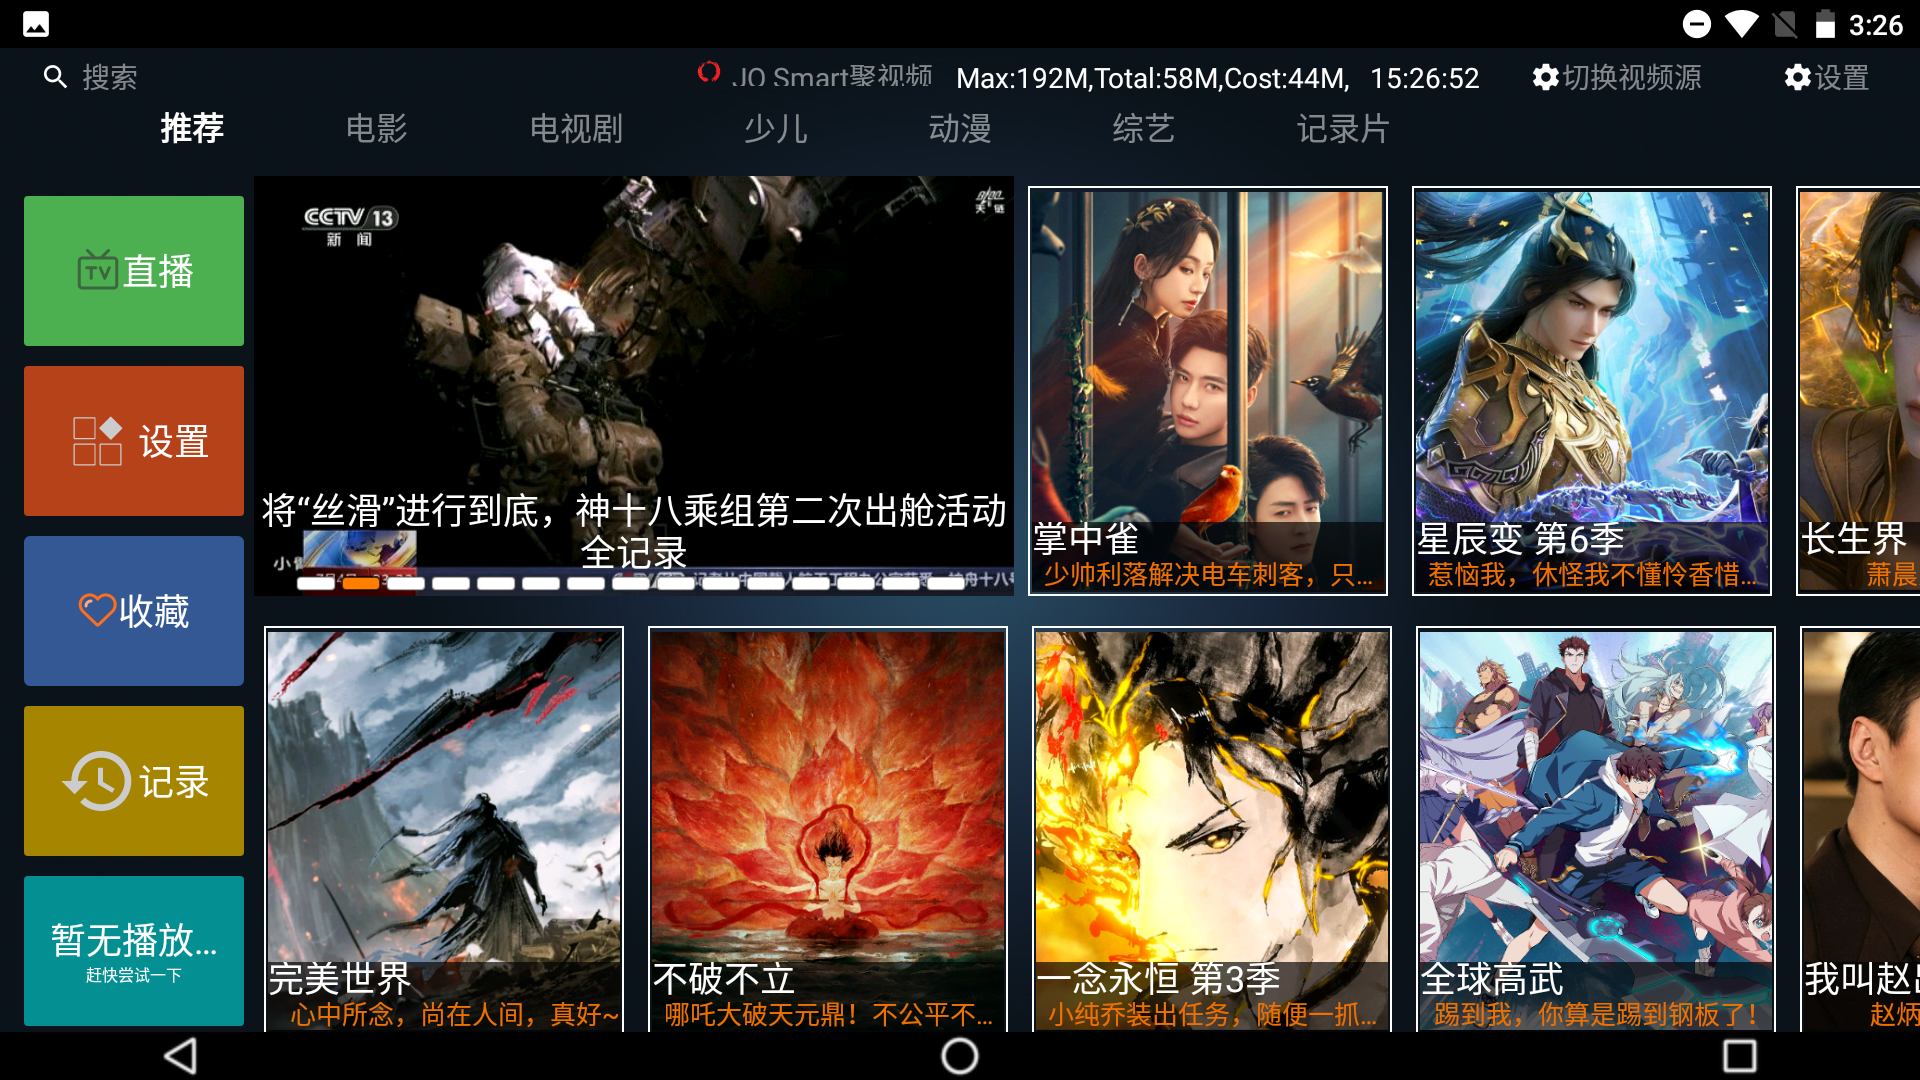 3:26
搜索
JO Smart聚视频
Max:192M,Total:58M,Cost:44M,
15:26:52
切换视频源
设置
推荐
电影
电视剧
少儿
动漫
综艺
记录片
直播
设置
收藏
记录
暂无播放...
赶快尝试一下
CCTV 13
新闻
天链
将“丝滑”进行到底，神十八乘组第二次出舱活动
全记录
掌中雀
少帅利落解决电车刺客，只...
星辰变 第6季
惹恼我，休怪我不懂怜香惜...
长生界
萧晨
完美世界
心中所念，尚在人间，真好~
不破不立
哪吒大破天元鼎！不公平不...
一念永恒 第3季
小纯乔装出任务，随便一抓...
全球高武
踢到我，你算是踢到钢板了！
我叫赵
赵炳